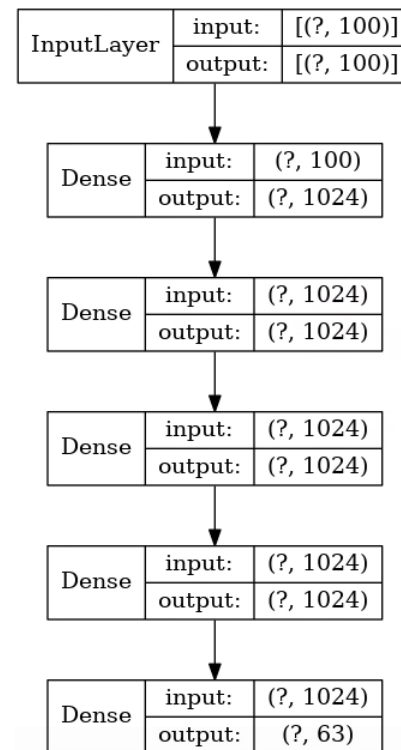 InputLayer input: [(?, 100)]
output: [(?, 100)]
Dense input: (?, 100)
output: (?, 1024)
Dense input: (?, 1024)
output: (?, 1024)
Dense input: (?, 1024)
output: (?, 1024)
Dense input: (?, 1024)
output: (?, 1024)
Dense input: (?, 1024)
output: (?, 63)